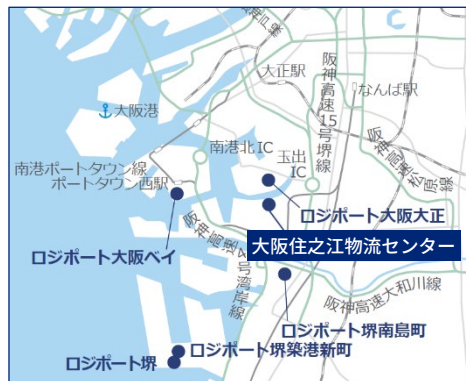 大正駅
なんば駅
大阪港
阪神高速15号堺線
南港北IC
玉出
IC
阪神高速松原線
南港ポートタウン線
ポートタウン西駅
ロジポート大阪大正
ロジポート大阪ベイ
大阪住之江物流センター
阪神高速4号湾岸線
阪神高速大和川線
ロジポート堺南島町
ロジポート堺築港新町
ロジポート堺